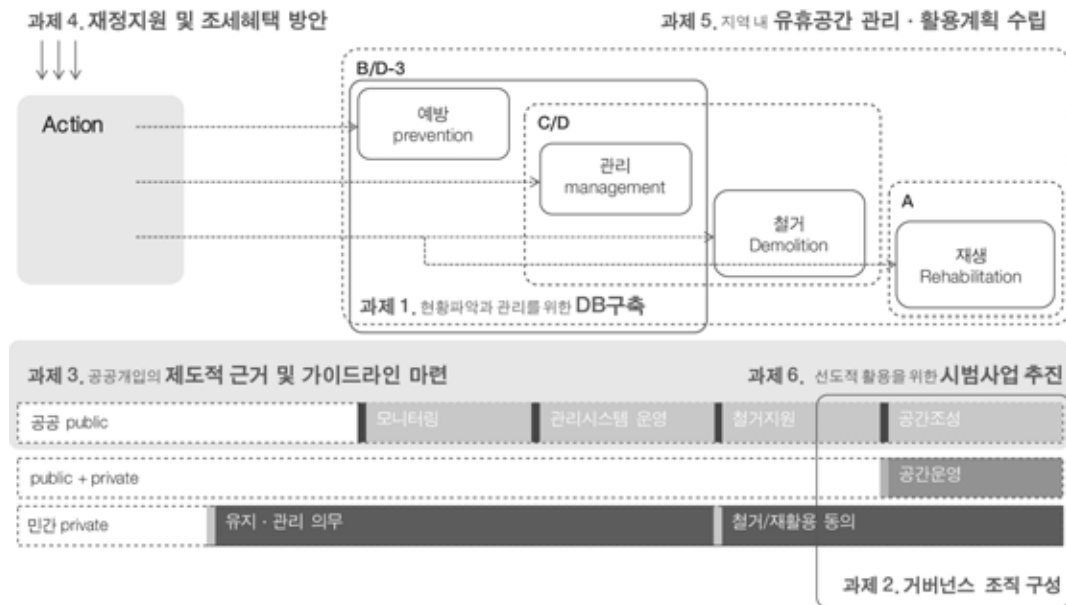 과제 4. 재정지원 및 조세혜택 방안
과제 5. 지역 내 유휴공간 관리 · 활용계획 수립
B/D-3
Action
예방
prevention
C/D
관리
management
A
철거
Demolition
재생
Rehabilitation
과제 1. 현황파악과 관리를 위한 DB구축
과제 3. 공공개입의 제도적 근거 및 가이드라인 마련
과제 6. 선도적 활용을 위한 시범사업 추진
공공 public
모니터링
관리시스템 운영
철거지원
공간조성
public + private
공간운영
민간 private
유지 · 관리 의무
철거/재활용 동의
과제 2. 거버넌스 조직 구성